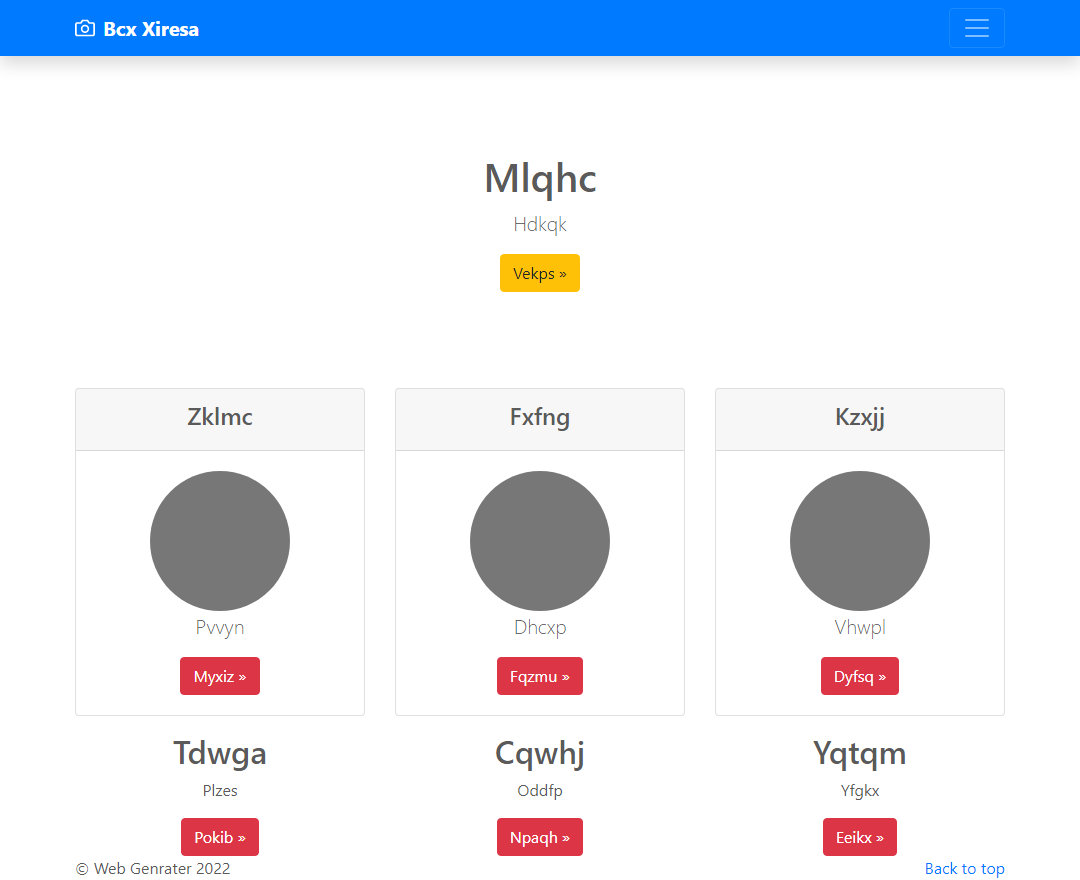 Bcx Xiresa
Mlqhc
Hdkqk
Vekps »
Zklmc
Pvvyn
Myxiz »
Fxfng
Dhcxp
Fqzmu »
Kzxjj
Vhwpl
Dyfsq »
Tdwga
Plzes
Pokib »
Cqwhj
Oddfp
Npaqh »
Yqtqm
Yfgkx
Eeikx »
© Web Genrater 2022
Back to top